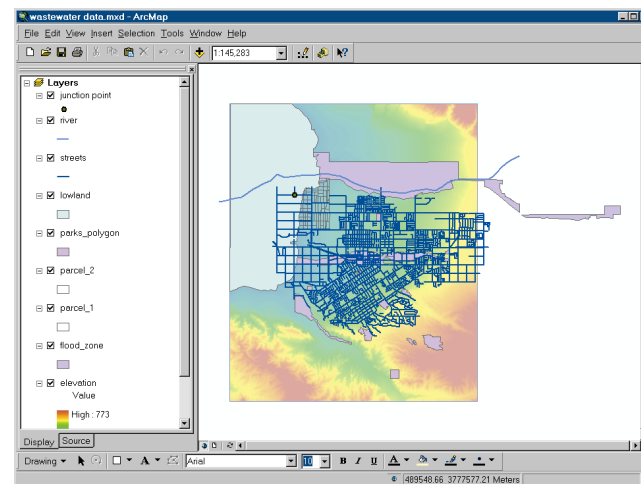 wastewater data.mxd - ArcMap
File Edit View Insert Selection Tools Window Help
1:145,283
Layers
junction point
river
streets
lowland
parks_polygon
parcel_2
parcel_1
flood_zone
elevation
Value
High : 773
Display Source
Drawing A Arial 10 B I U A
489548.66 3777577.21 Meters